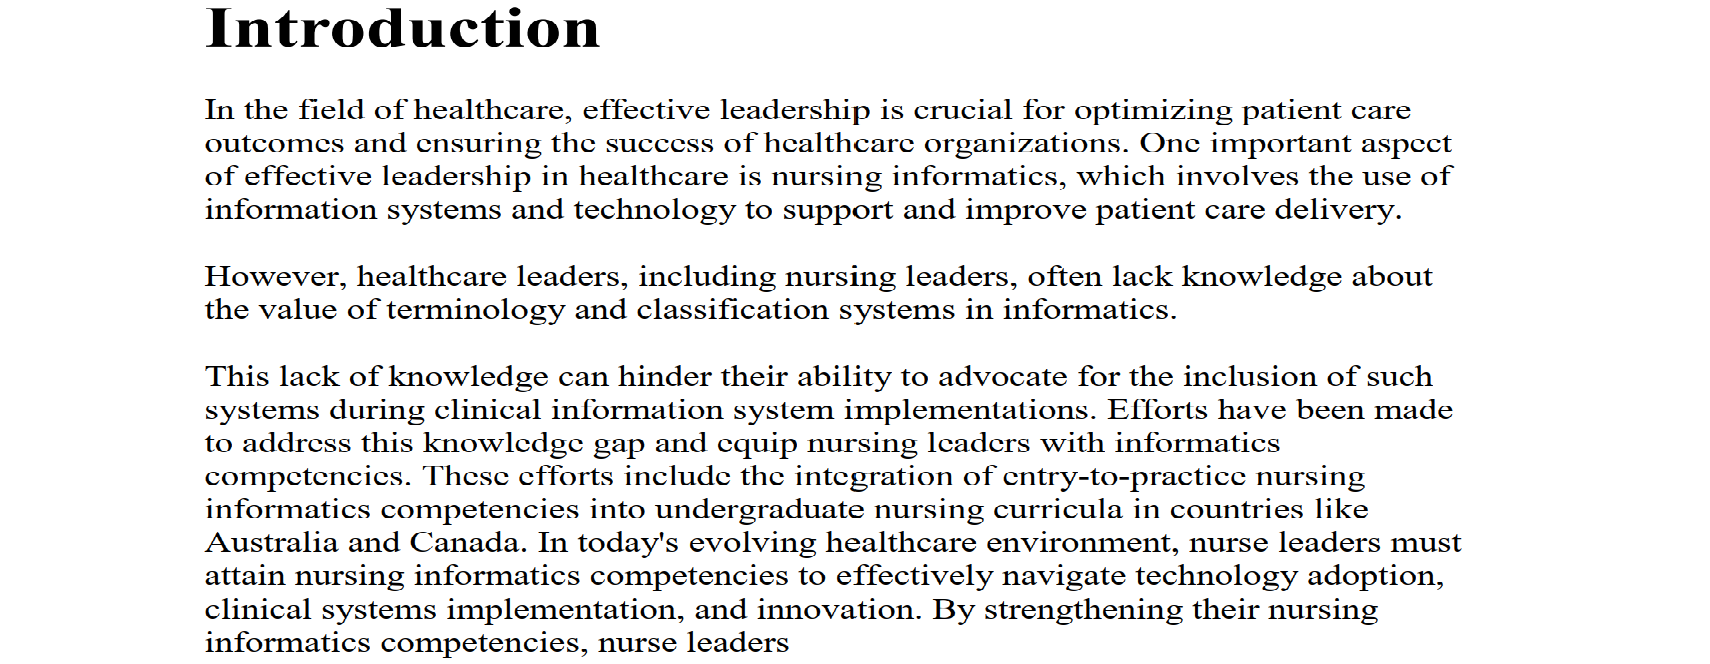 Introduction
In the field of healthcare, effective leadership is crucial for optimizing patient care
outcomes and ensuring the success of healthcare organizations. One important aspect
of effective leadership in healthcare is nursing informatics, which involves the use of
information systems and technology to support and improve patient care delivery.
However, healthcare leaders, including nursing leaders, often lack knowledge about
the value of terminology and classification systems in informatics.
This lack of knowledge can hinder their ability to advocate for the inclusion of such
systems during clinical information system implementations. Efforts have been made
to address this knowledge gap and equip nursing leaders with informatics
competencies. These efforts include the integration of entry-to-practice nursing
informatics competencies into undergraduate nursing curricula in countries like
Australia and Canada. In today's evolving healthcare environment, nurse leaders must
attain nursing informatics competencies to effectively navigate technology adoption,
clinical systems implementation, and innovation. By strengthening their nursing
informatics competencies, nurse leaders